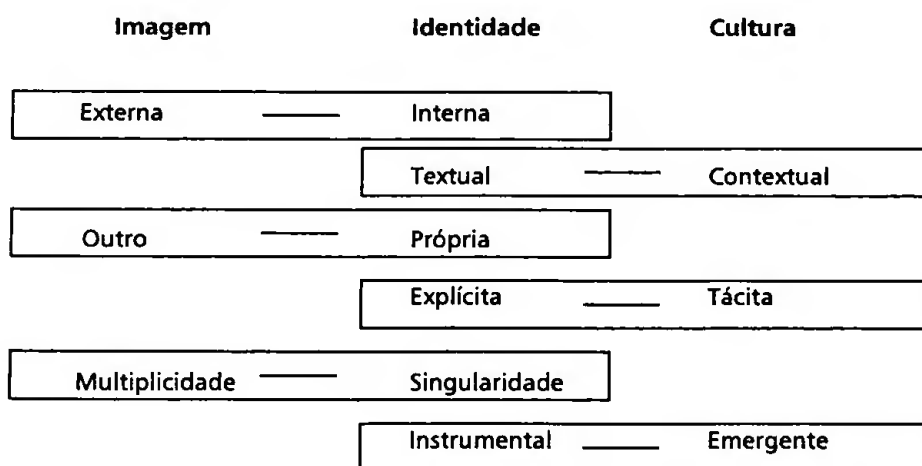 Imagem Identidade Cultura
Externa Interna
Textual Contextual
Outro Própria
Explícita Tácita
Multiplicidade Singularidade
Instrumental Emergente